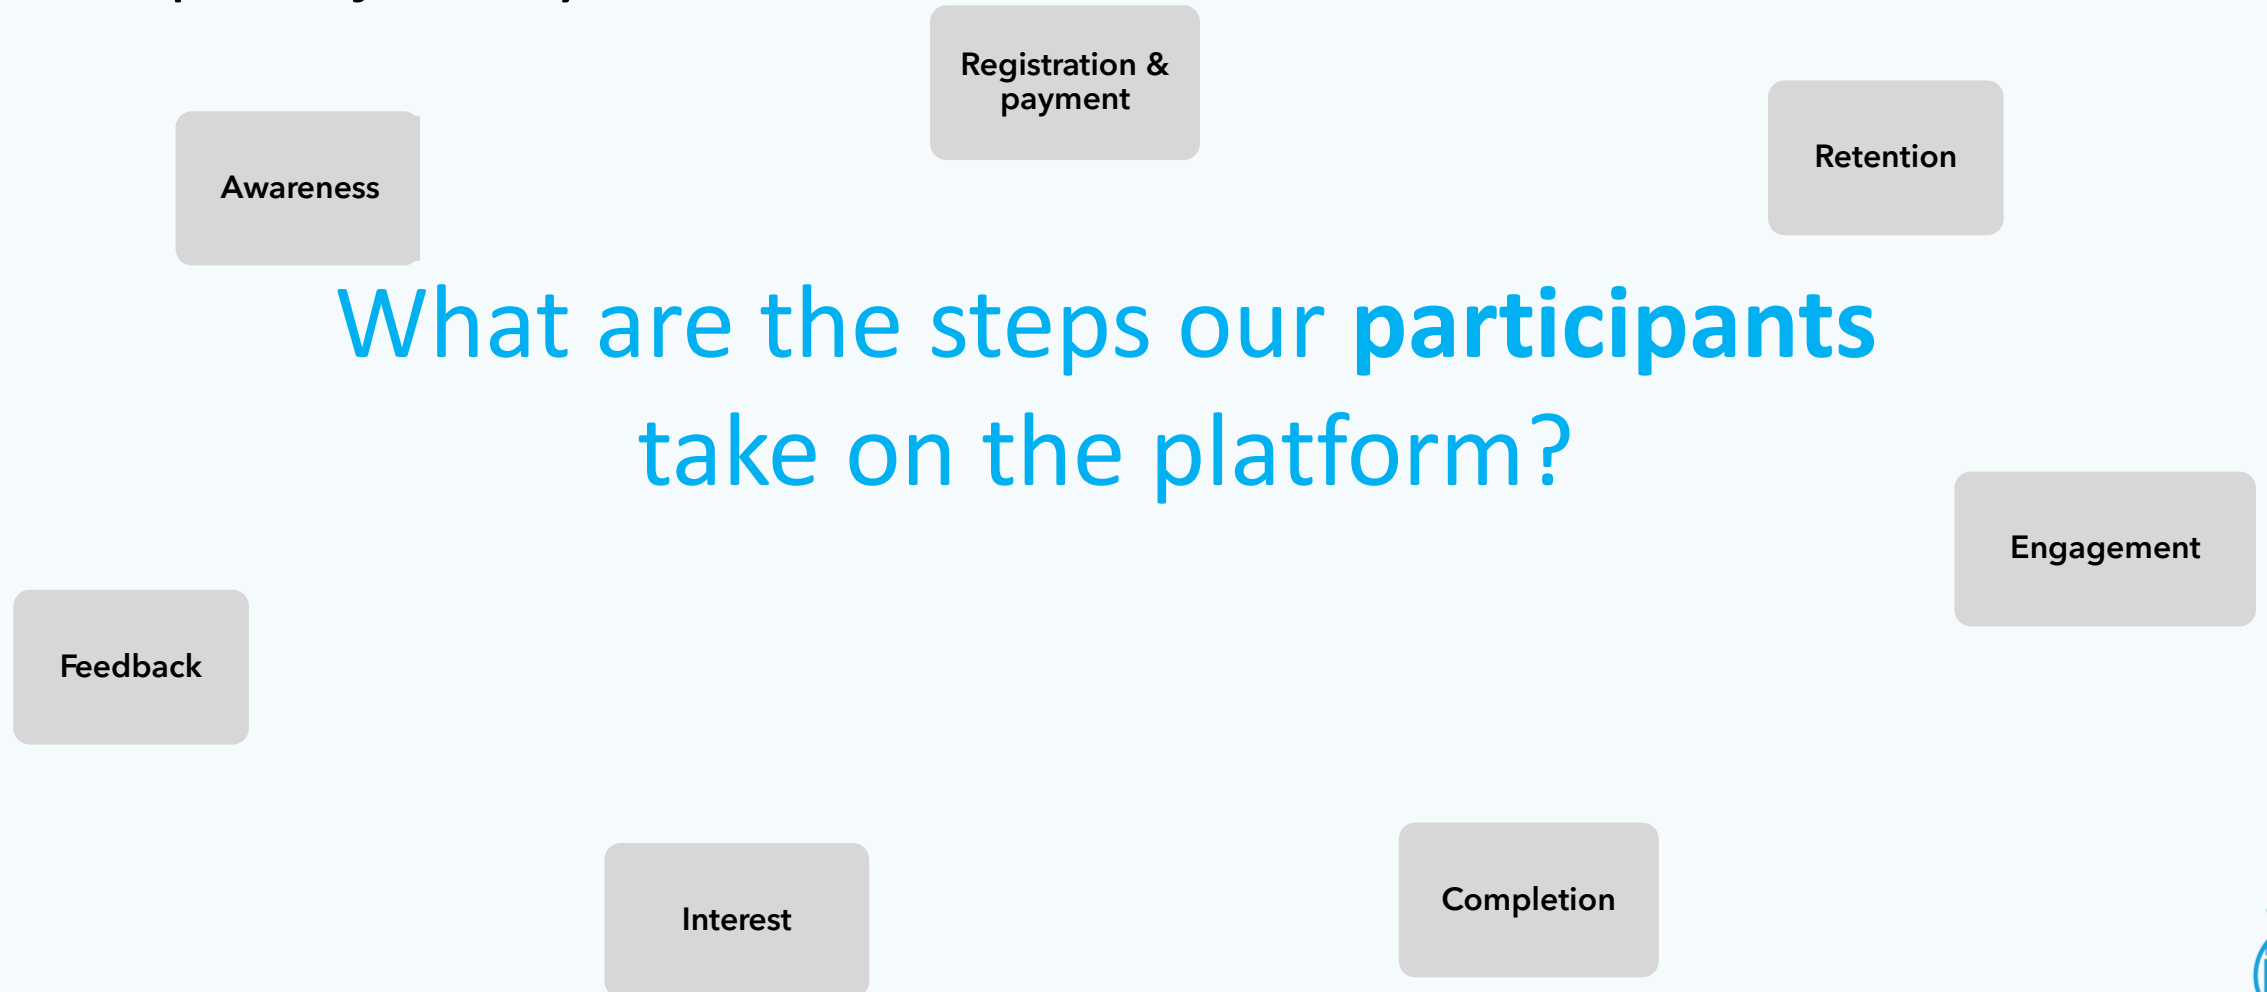 Registration &
payment
Awareness
Retention
What are the steps our participants
take on the platform?
Engagement
Feedback
Interest
Completion